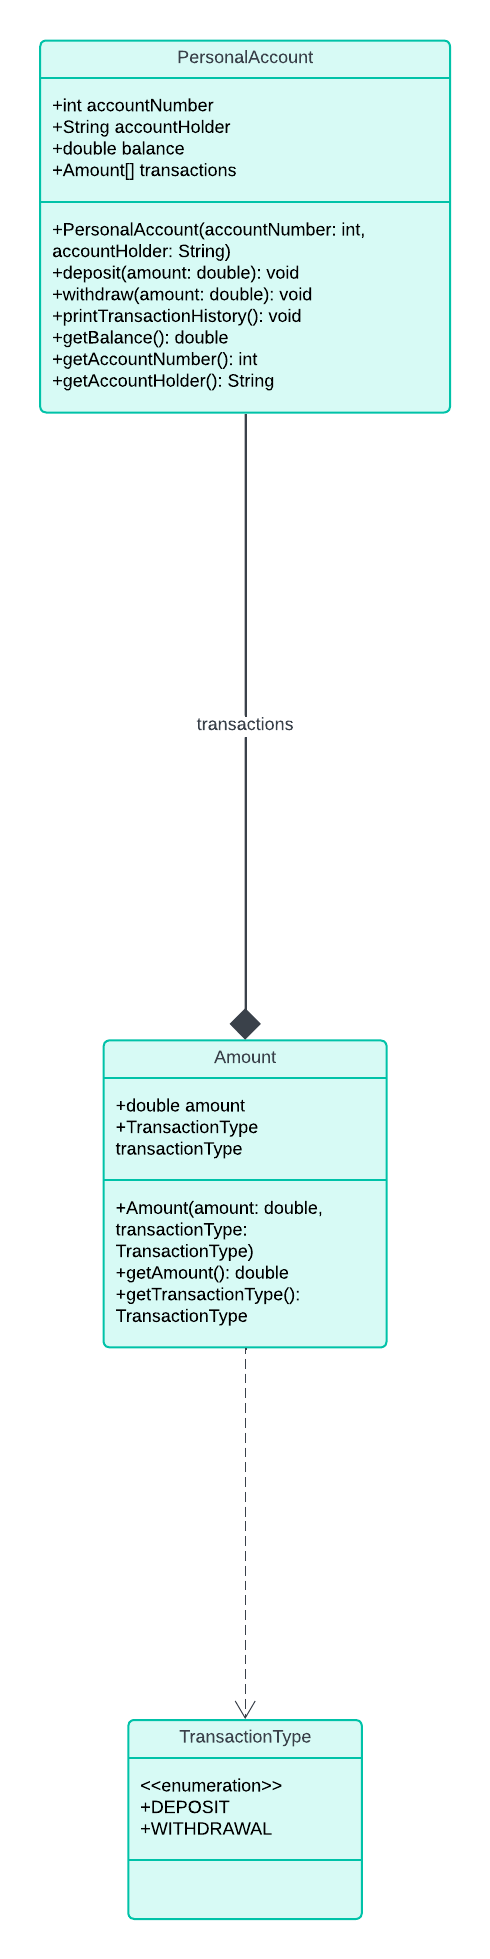 PersonalAccount
+int accountNumber
+String accountHolder
+double balance
+Amount[] transactions
+PersonalAccount(accountNumber: int,
accountHolder: String)
+deposit(amount: double): void
+withdraw(amount: double): void
+printTransactionHistory(): void
+getBalance(): double
+getAccountNumber(): int
+getAccountHolder(): String
transactions
Amount
+double amount
+TransactionType
transactionType
+Amount(amount: double,
transactionType:
TransactionType)
+getAmount(): double
+getTransactionType():
TransactionType
TransactionType
<<enumeration>>
+DEPOSIT
+WITHDRAWAL